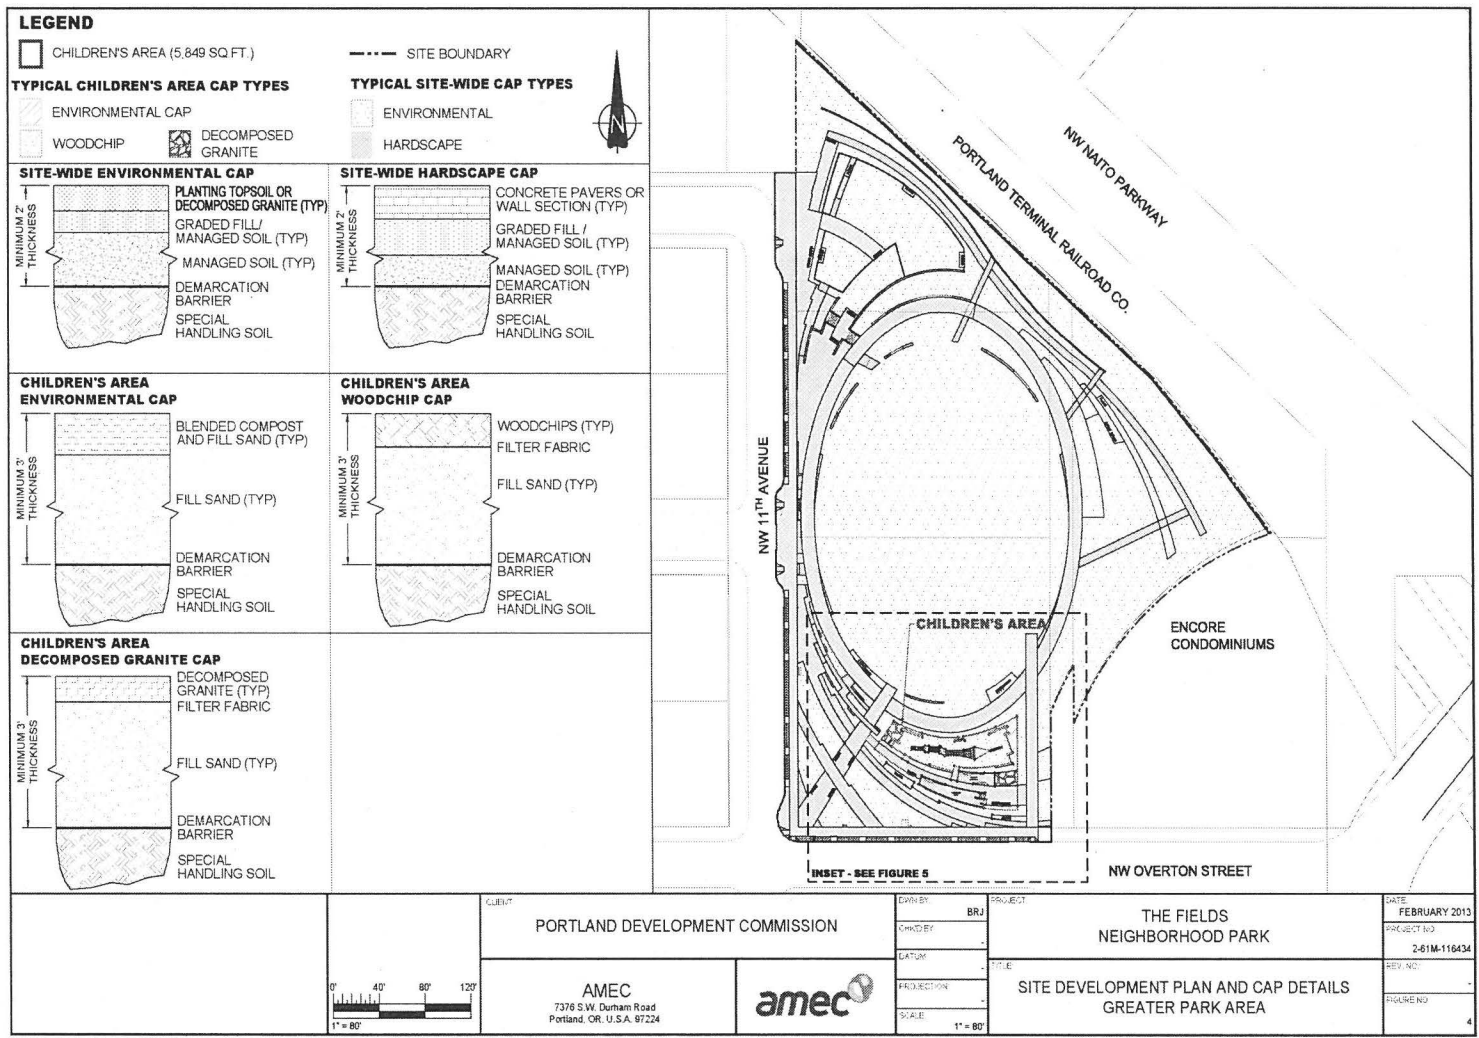 LEGEND
CHILDREN'S AREA (5,849 SQ FT.)
SITE BOUNDARY
TYPICAL CHILDREN'S AREA CAP TYPES
ENVIRONMENTAL CAP
WOODCHIP
DECOMPOSED
GRANITE
TYPICAL SITE-WIDE CAP TYPES
ENVIRONMENTAL
HARDSCAPE
N
SITE-WIDE ENVIRONMENTAL CAP
MINIMUM 2'
THICKNESS
PLANTING TOPSOIL OR
DECOMPOSED GRANITE (TYP)
GRADED FILL/
MANAGED SOIL (TYP)
MANAGED SOIL (TYP)
DEMARCATION
BARRIER
SPECIAL
HANDLING SOIL
SITE-WIDE HARDSCAPE CAP
MINIMUM 2'
THICKNESS
CONCRETE PAVERS OR
WALL SECTION (TYP)
GRADED FILL /
MANAGED SOIL (TYP)
MANAGED SOIL (TYP)
DEMARCATION
BARRIER
SPECIAL
HANDLING SOIL
CHILDREN'S AREA
ENVIRONMENTAL CAP
MINIMUM 3'
THICKNESS
BLENDED COMPOST
AND FILL SAND (TYP)
FILL SAND (TYP)
DEMARCATION
BARRIER
SPECIAL
HANDLING SOIL
CHILDREN'S AREA
WOODCHIP CAP
MINIMUM 3'
THICKNESS
WOODCHIPS (TYP)
FILTER FABRIC
FILL SAND (TYP)
DEMARCATION
BARRIER
SPECIAL
HANDLING SOIL
CHILDREN'S AREA
DECOMPOSED GRANITE CAP
MINIMUM 3'
THICKNESS
DECOMPOSED
GRANITE (TYP)
FILTER FABRIC
FILL SAND (TYP)
DEMARCATION
BARRIER
SPECIAL
HANDLING SOIL
NW NAITO PARKWAY
PORTLAND TERMINAL RAILROAD CO.
NW 11TH AVENUE
CHILDREN'S AREA
ENCORE
CONDOMINIUMS
INSET - SEE FIGURE 5
NW OVERTON STREET
0' 40' 80' 120'
1" = 80'
CLIENT
PORTLAND DEVELOPMENT COMMISSION
AMEC
7376 S.W. Durham Road
Portland, OR, U.S.A. 97224
amec
DWN BY:
BRJ
CHK'D BY:
-
DATUM:
-
PROJECTION:
-
SCALE:
1" = 80'
PROJECT
THE FIELDS
NEIGHBORHOOD PARK
TITLE
SITE DEVELOPMENT PLAN AND CAP DETAILS
GREATER PARK AREA
DATE:
FEBRUARY 2013
PROJECT NO:
2-61M-116434
REV. NO.:
-
FIGURE NO.
4